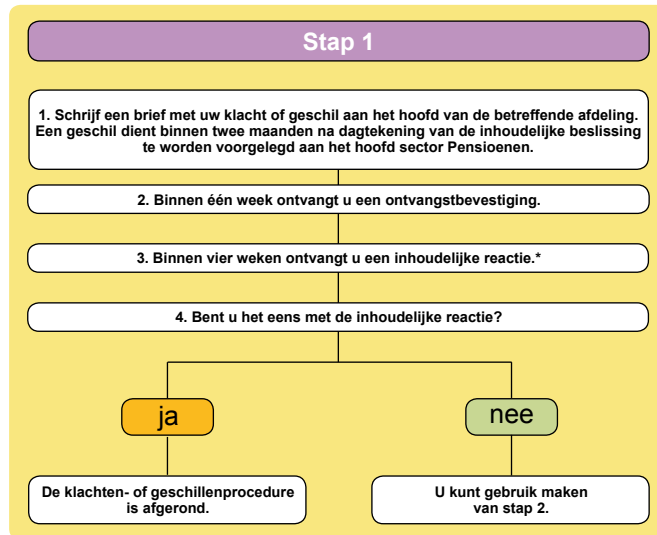 Stap 1
1. Schrijf een brief met uw klacht of geschil aan het hoofd van de betreffende afdeling.
Een geschil dient binnen twee maanden na dagtekening van de inhoudelijke beslissing
te worden voorgelegd aan het hoofd sector Pensioenen.
2. Binnen één week ontvangt u een ontvangstbevestiging.
3. Binnen vier weken ontvangt u een inhoudelijke reactie.*
4. Bent u het eens met de inhoudelijke reactie?
ja
nee
De klachten- of geschillenprocedure
is afgerond.
U kunt gebruik maken
van stap 2.